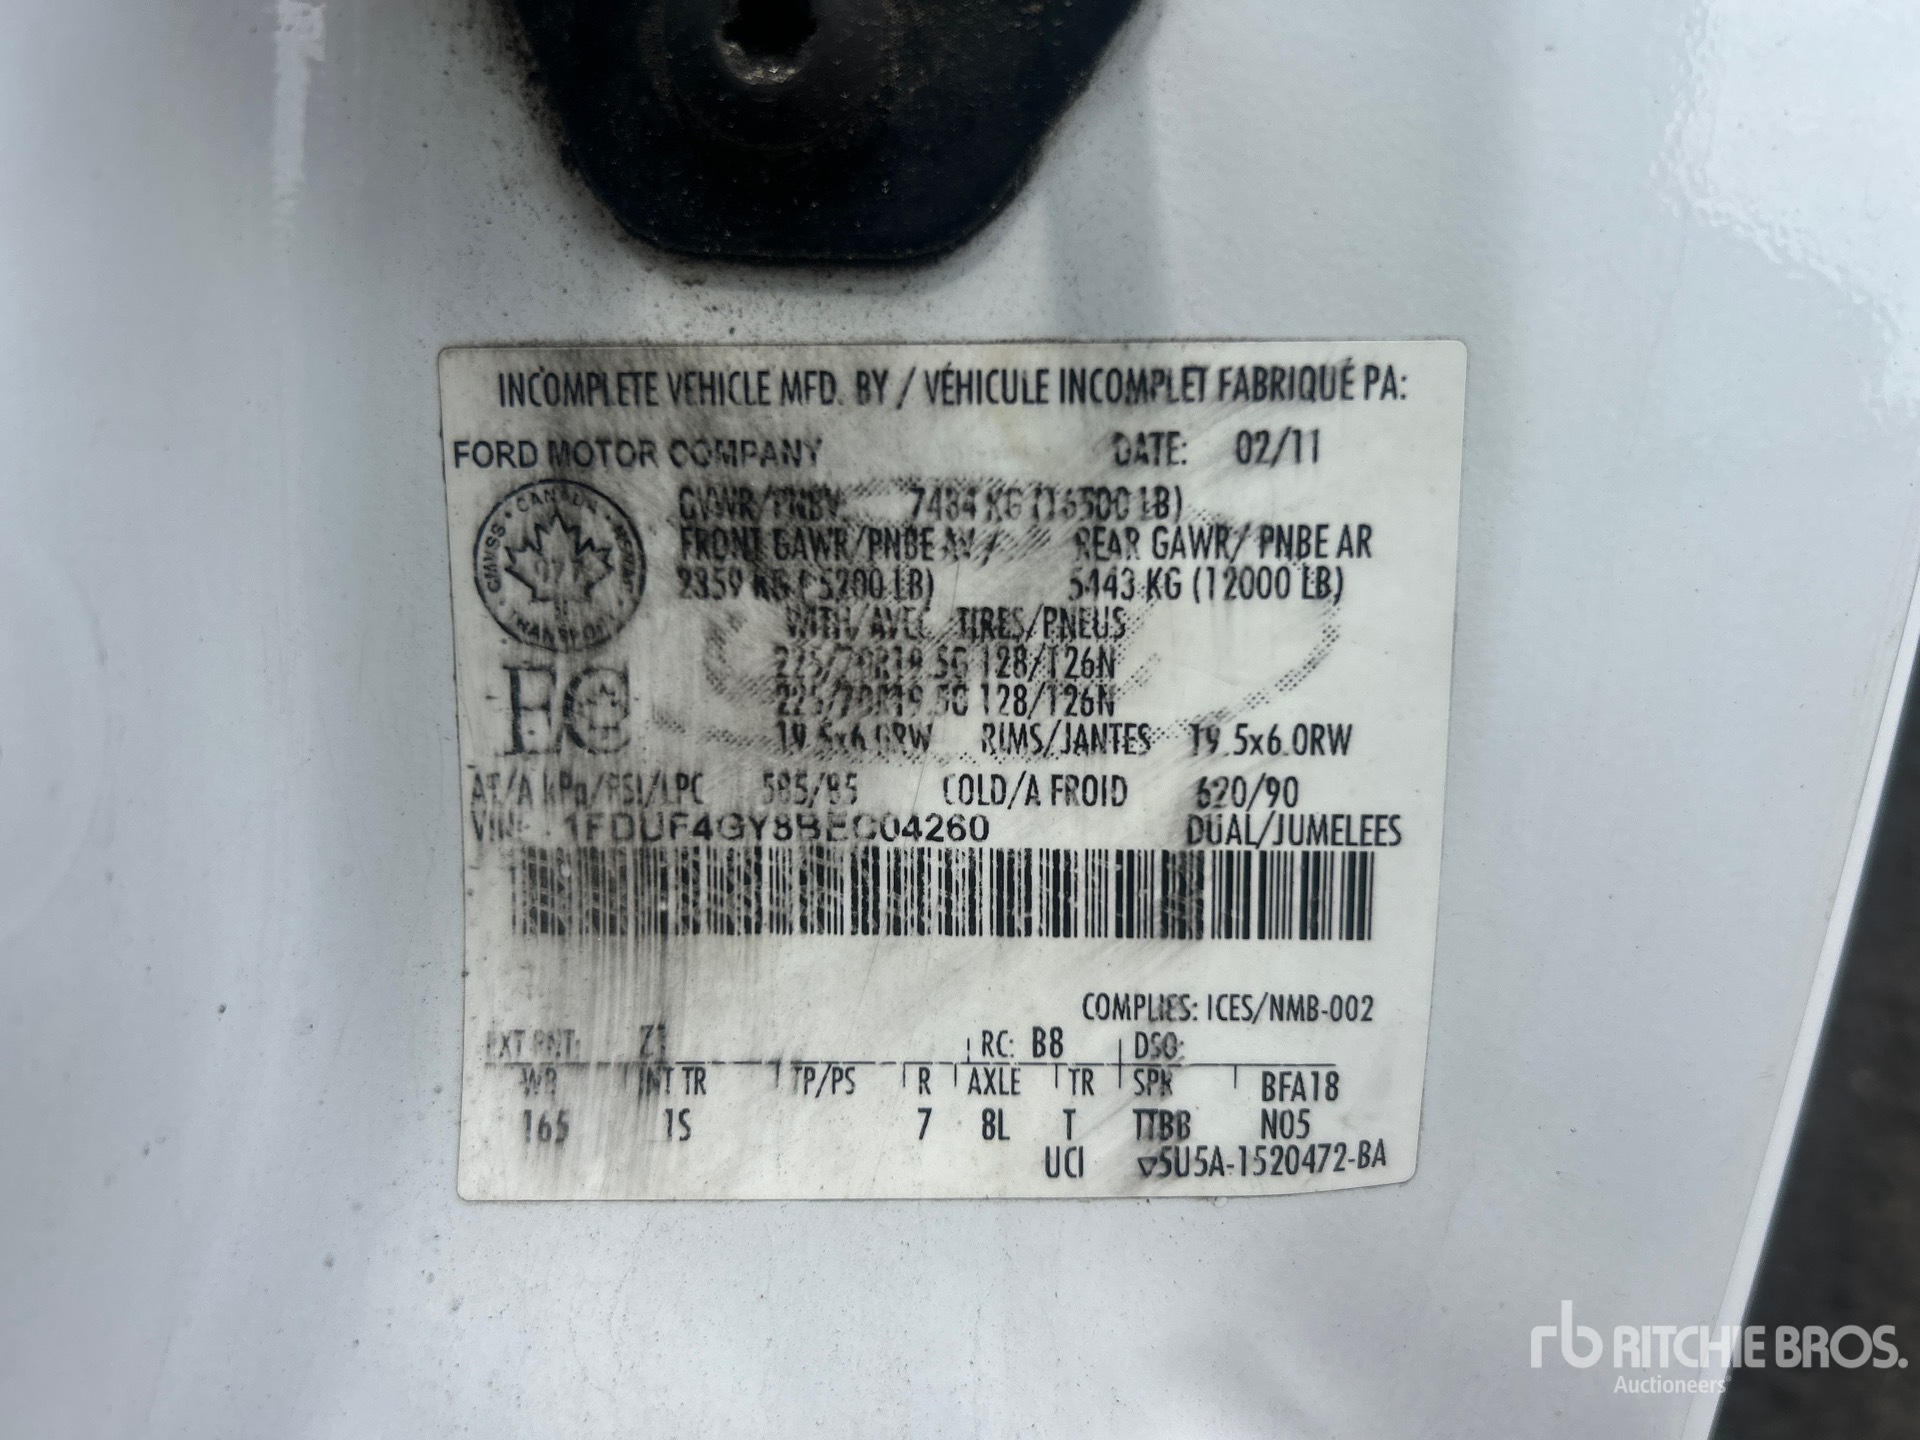 INCOMPLETE VEHICLE MFD. BY / VÉHICULE INCOMPLET FABRIQUÉ PA:
FORD MOTOR COMPANY DATE: 02/11
GVWR/PNBV 7484 KG (16500 LB)
FRONT GAWR/PNBE AV / REAR GAWR/ PNBE AR
2359 KG ( 5200 LB) 5443 KG (12000 LB)
WITH/AVEC TIRES/PNEUS
225/70R19.5G 128/126N
225/70R19.5G 128/126N
19.5x6.0RW RIMS/JANTES 19.5x6.0RW
AT/A kPa/PSI/LPC 585/85 COLD/A FROID 620/90
VIN: 1FDUF4GY8BEC04260 DUAL/JUMELEES
CANADA
TRANSPORT
EC
COMPLIES: ICES/NMB-002
EXT PNT: Z1 RC: B8 DSO:
WB INT TR TP/PS R AXLE TR SPR BFA18
165 1S 7 8L T TTBB N05
UCI ▽5U5A-1520472-BA
rb RITCHIE BROS.
Auctioneers